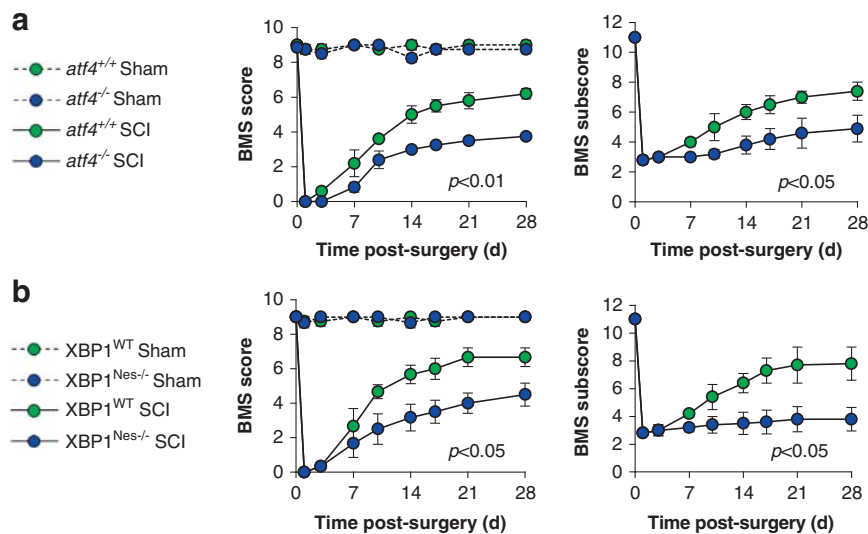 a
atf4+/+ Sham
atf4-/- Sham
atf4+/+ SCI
atf4-/- SCI
BMS score
10
8
6
4
2
0
p<0.01
0 7 14 21 28
Time post-surgery (d)
BMS subscore
12
10
8
6
4
2
0
p<0.05
0 7 14 21 28
Time post-surgery (d)
b
XBP1WT Sham
XBP1Nes-/- Sham
XBP1WT SCI
XBP1Nes-/- SCI
BMS score
10
8
6
4
2
0
p<0.05
0 7 14 21 28
Time post-surgery (d)
BMS subscore
12
10
8
6
4
2
0
p<0.05
0 7 14 21 28
Time post-surgery (d)